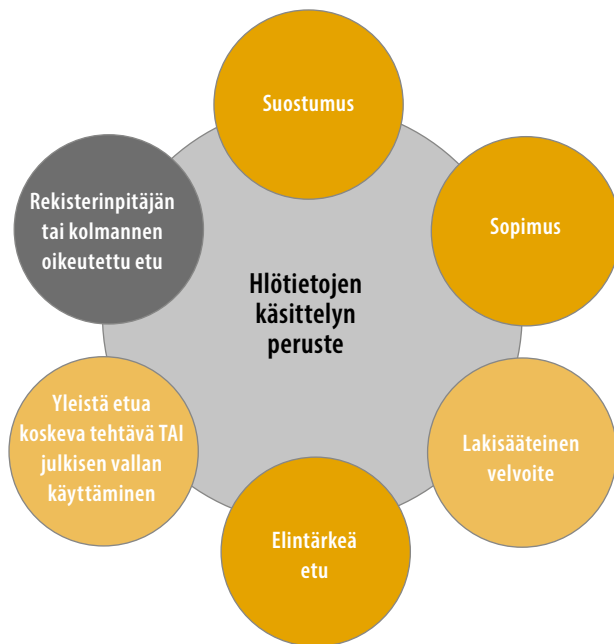 Suostumus
Sopimus
Lakisääteinen
velvoite
Elintärkeä
etu
Yleistä etua
koskeva tehtävä TAI
julkisen vallan
käyttäminen
Rekisterinpitäjän
tai kolmannen
oikeutettu etu
Hlötietojen
käsittelyn
peruste